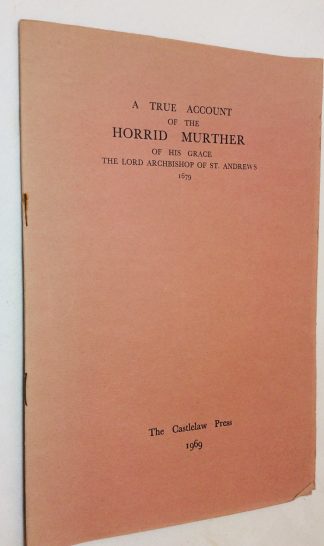 A TRUE ACCOUNT
OF THE
HORRID MURTHER
OF HIS GRACE
THE LORD ARCHBISHOP OF ST. ANDREWS
1679
The Castlelaw Press
1969